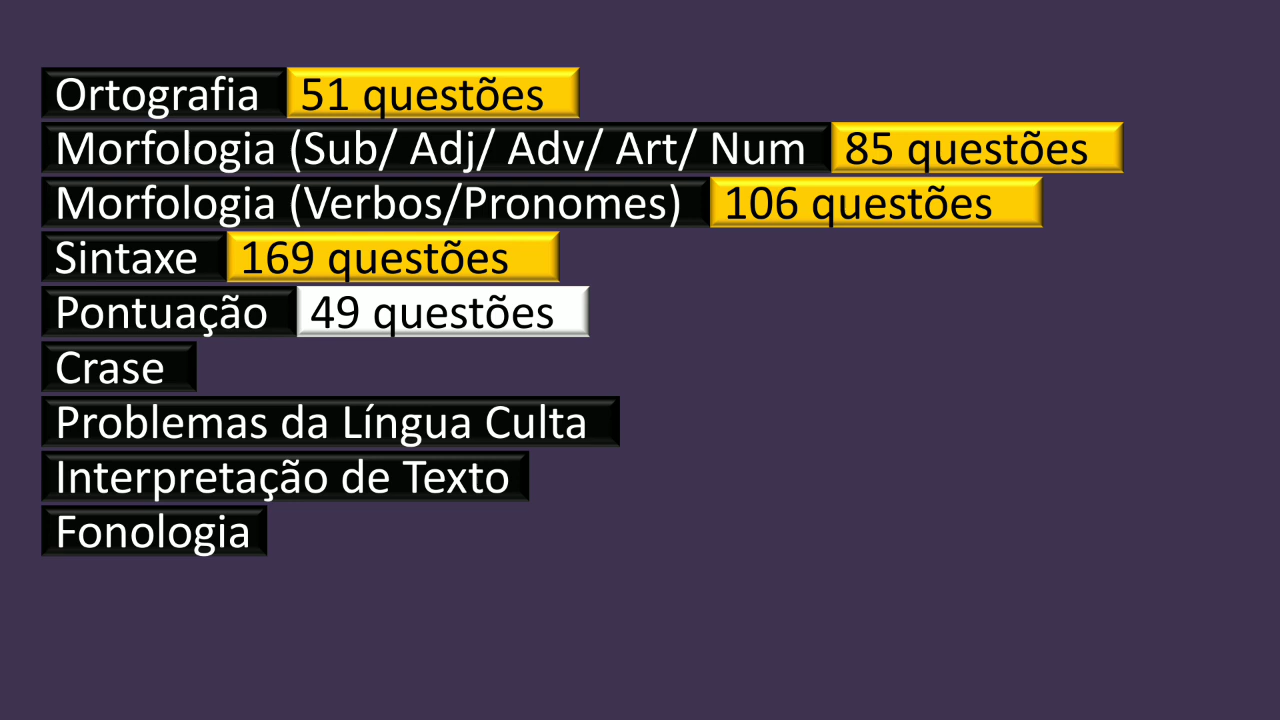 Ortografia 51 questões
Morfologia (Sub/ Adj/ Adv/ Art/ Num 85 questões
Morfologia (Verbos/Pronomes) 106 questões
Sintaxe 169 questões
Pontuação 49 questões
Crase
Problemas da Língua Culta
Interpretação de Texto
Fonologia